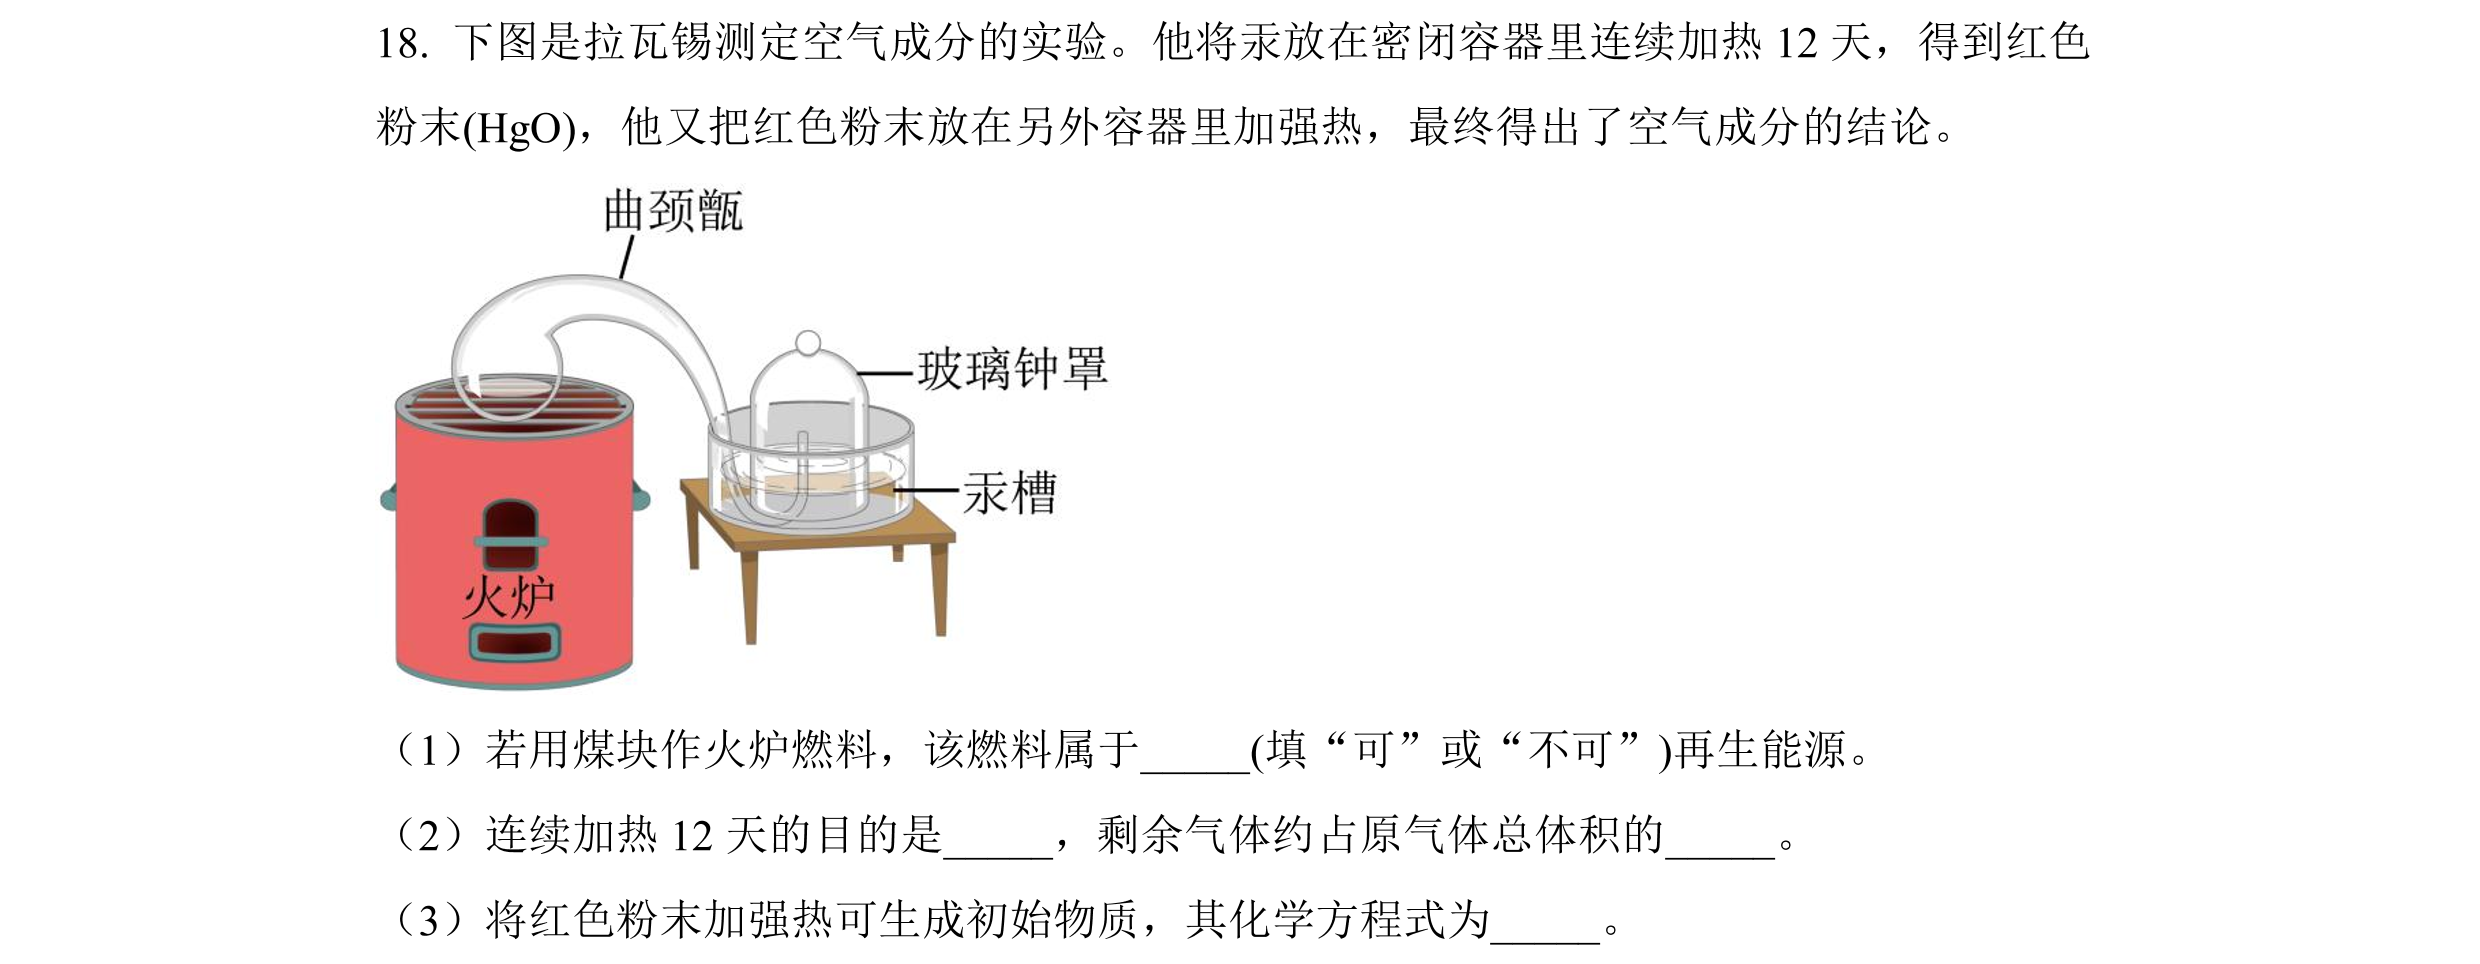 18. 下图是拉瓦锡测定空气成分的实验。他将汞放在密闭容器里连续加热 12 天，得到红色
粉末(HgO)，他又把红色粉末放在另外容器里加强热，最终得出了空气成分的结论。
曲颈甑
玻璃钟罩
汞槽
火炉
（1）若用煤块作火炉燃料，该燃料属于_____(填“可”或“不可”)再生能源。
（2）连续加热 12 天的目的是_____，剩余气体约占原气体总体积的_____。
（3）将红色粉末加强热可生成初始物质，其化学方程式为_____。